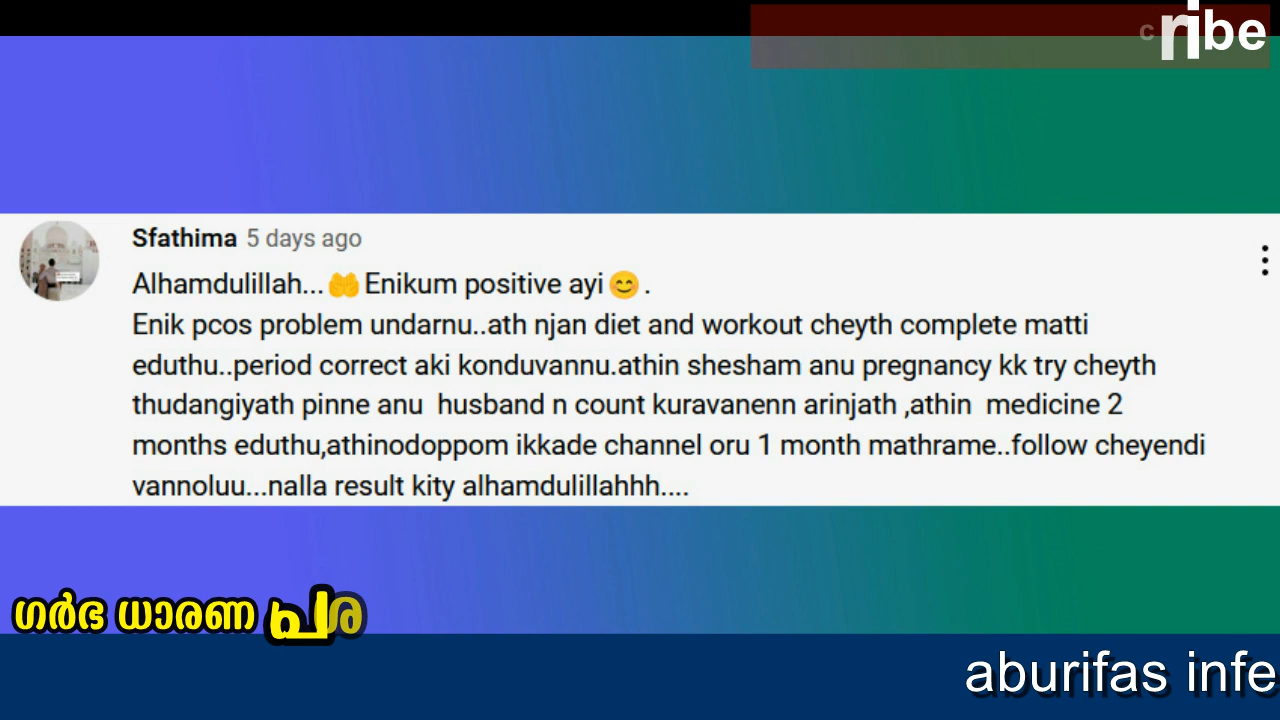 cribe
Sfathima 5 days ago
Alhamdulillah...🤲Enikum positive ayi😊.
Enik pcos problem undarnu..ath njan diet and workout cheyth complete matti
eduthu..period correct aki konduvannu.athin shesham anu pregnancy kk try cheyth
thudangiyath pinne anu husband n count kuravanenn arinjath ,athin medicine 2
months eduthu,athinodoppom ikkade channel oru 1 month mathrame..follow cheyendi
vannoluu...nalla result kity alhamdulillahhh....
ഗർഭ ധാരണ പ്രശ
aburifas infe